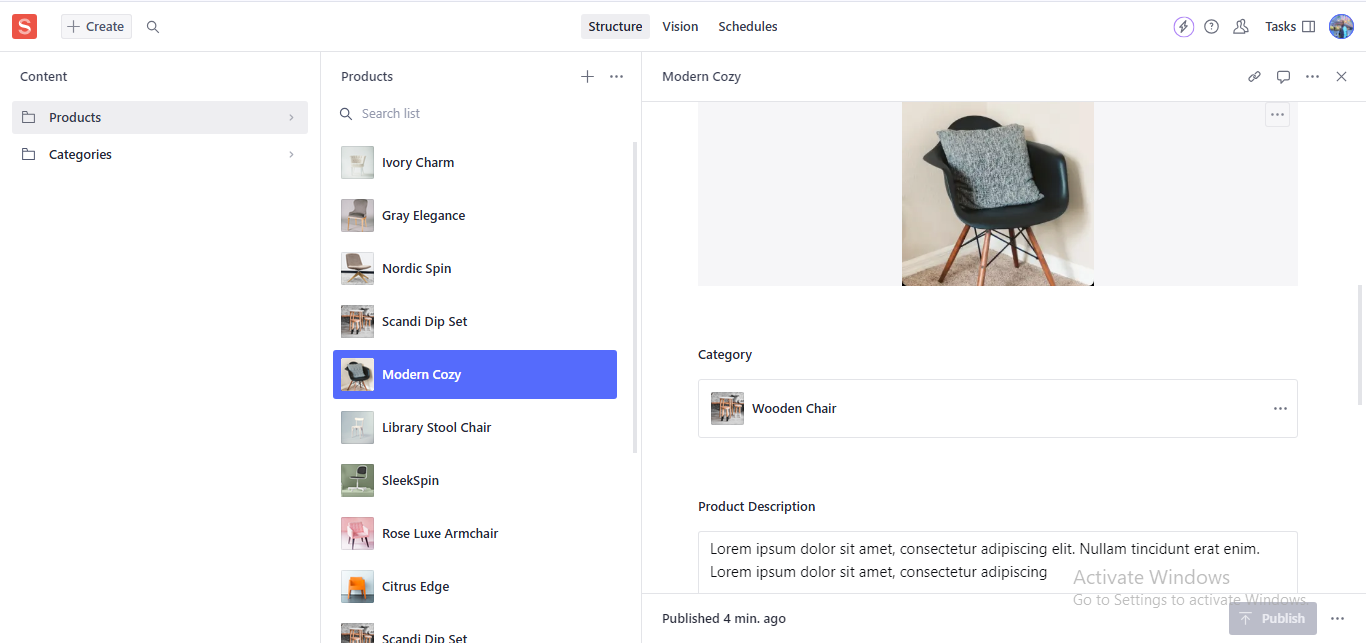 S
Create
Structure
Vision
Schedules
Tasks
Content
Products
Categories
Products
Search list
Ivory Charm
Gray Elegance
Nordic Spin
Scandi Dip Set
Modern Cozy
Library Stool Chair
SleekSpin
Rose Luxe Armchair
Citrus Edge
Scandi Dip Set
Modern Cozy
Category
Wooden Chair
Product Description
Lorem ipsum dolor sit amet, consectetur adipiscing elit. Nullam tincidunt erat enim.
Lorem ipsum dolor sit amet, consectetur adipiscing
Activate Windows
Go to Settings to activate Windows.
Published 4 min. ago
Publish